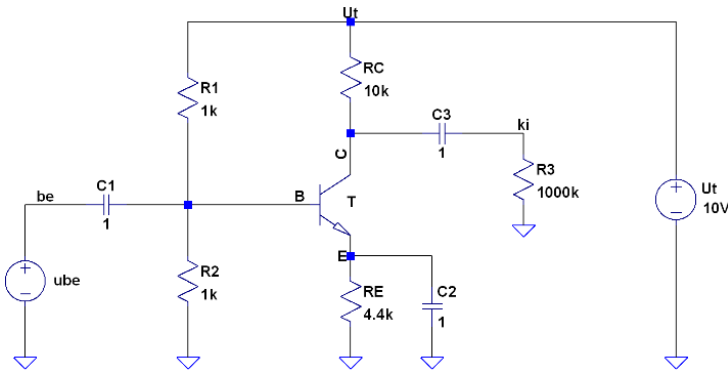 Ut
R1
1k
RC
10k
C3
1
ki
C
R3
1000k
Ut
10V
be
C1
1
B
T
ube
R2
1k
E
RE
4.4k
C2
1